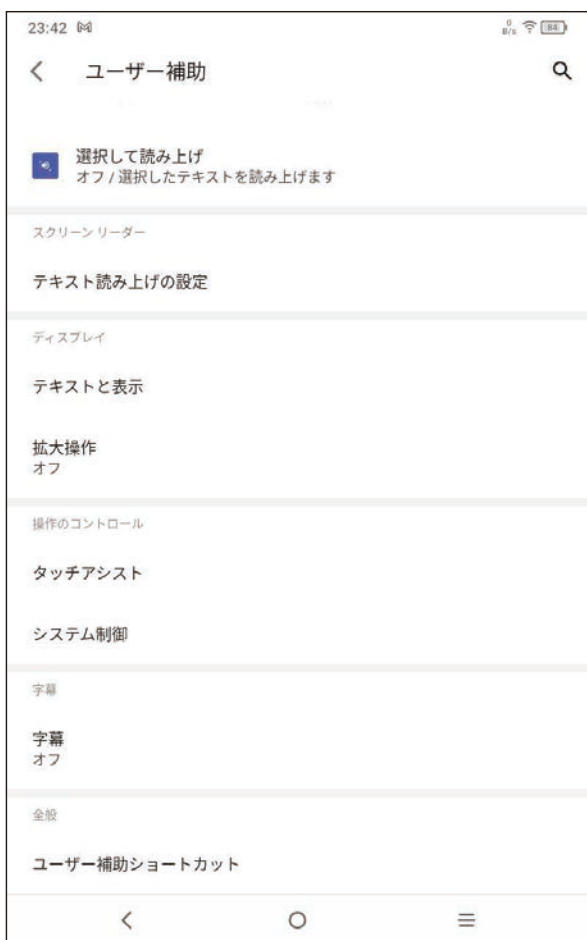 23:42
0
B/s
84
ユーザー補助
選択して読み上げ
オフ / 選択したテキストを読み上げます
スクリーン リーダー
テキスト読み上げの設定
ディスプレイ
テキストと表示
拡大操作
オフ
操作のコントロール
タッチアシスト
システム制御
字幕
字幕
オフ
全般
ユーザー補助ショートカット